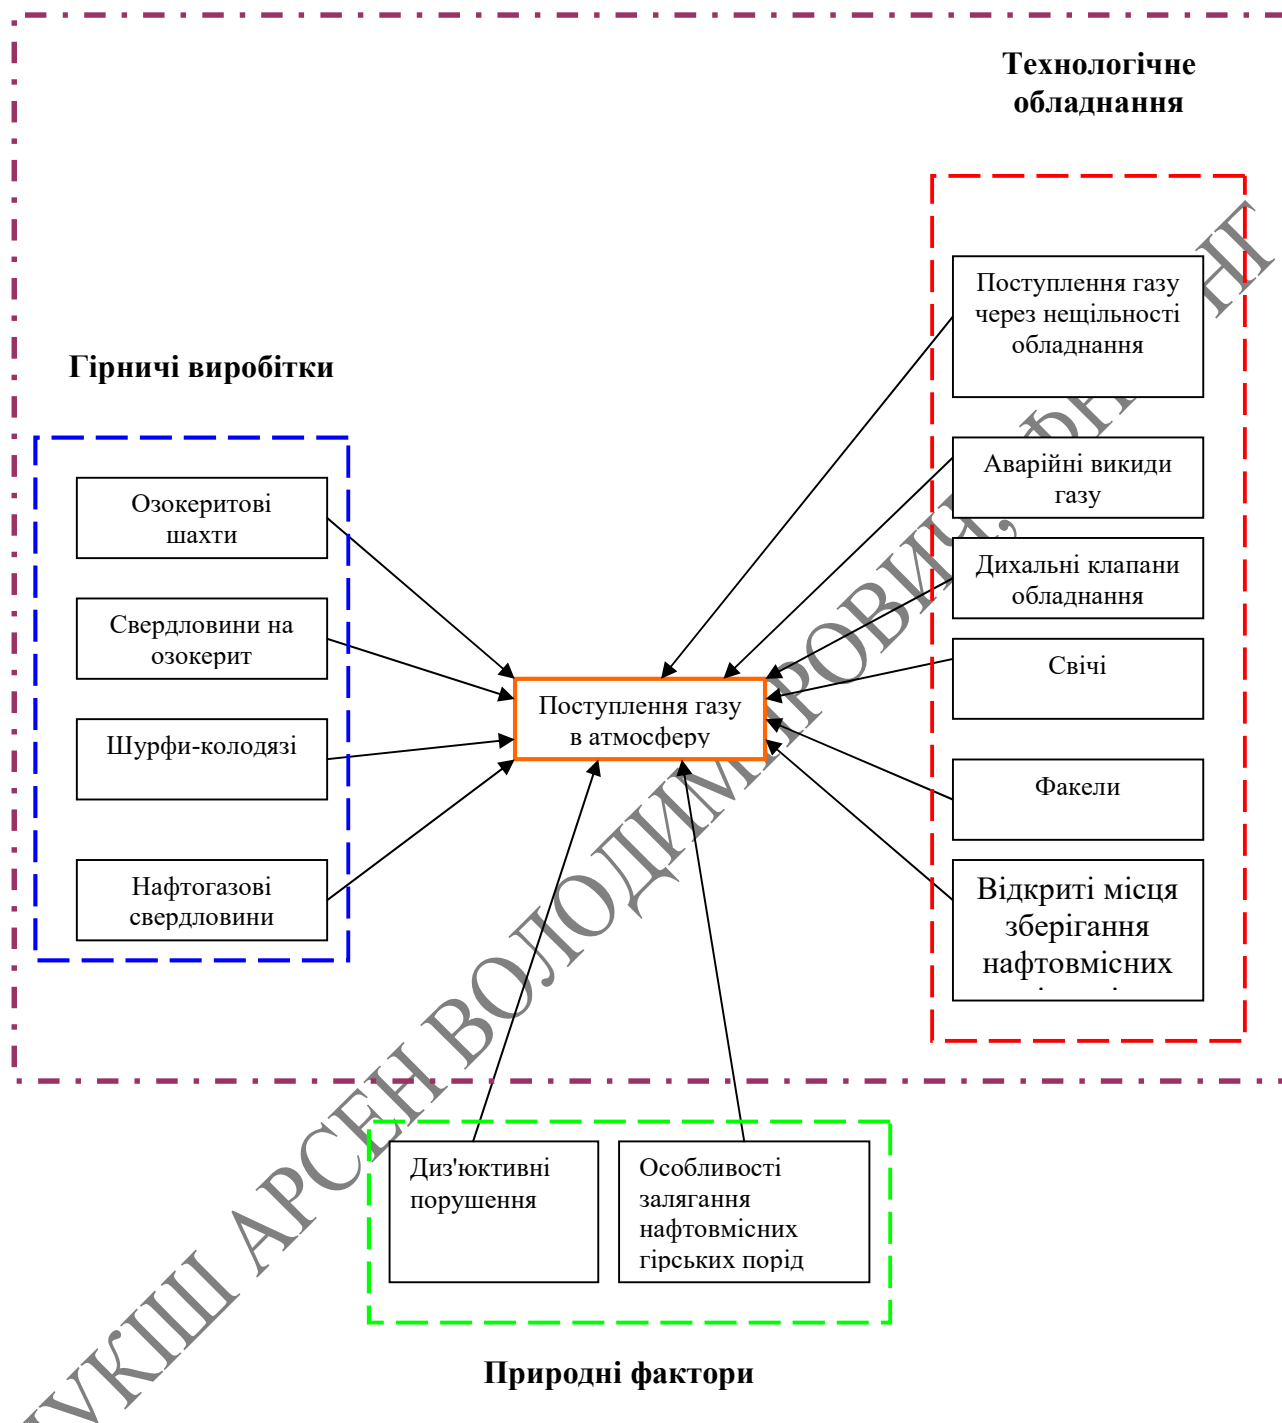 Технологічне
обладнання
Поступлення газу
через нещільності
обладнання
Гірничі виробітки
Аварійні викиди
газу
Озокеритові
шахти
Дихальні клапани
обладнання
Свердловини на
озокерит
Свічі
Поступлення газу
в атмосферу
Шурфи-колодязі
Факели
Нафтогазові
свердловини
Відкриті місця
зберігання
нафтовмісних
Диз'юктивні
порушення
Особливості
залягання
нафтовмісних
гірських порід
Природні фактори
АРСЕН